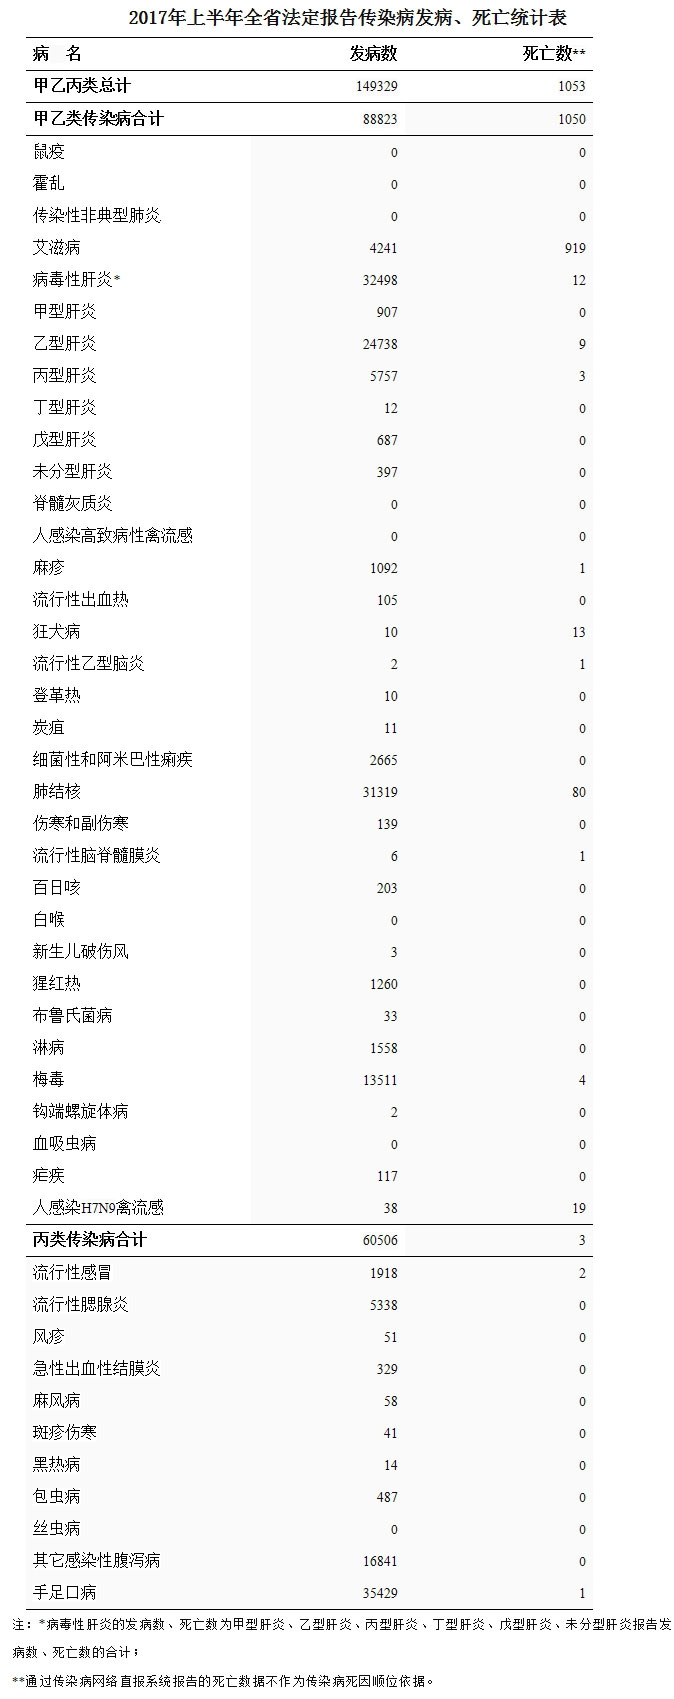 2017年上半年全省法定报告传染病发病、死亡统计表
病 名 发病数 死亡数**
甲乙丙类总计 149329 1053
甲乙类传染病合计 88823 1050
鼠疫 0 0
霍乱 0 0
传染性非典型肺炎 0 0
艾滋病 4241 919
病毒性肝炎* 32498 12
甲型肝炎 907 0
乙型肝炎 24738 9
丙型肝炎 5757 3
丁型肝炎 12 0
戊型肝炎 687 0
未分型肝炎 397 0
脊髓灰质炎 0 0
人感染高致病性禽流感 0 0
麻疹 1092 1
流行性出血热 105 0
狂犬病 10 13
流行性乙型脑炎 2 1
登革热 10 0
炭疽 11 0
细菌性和阿米巴性痢疾 2665 0
肺结核 31319 80
伤寒和副伤寒 139 0
流行性脑脊髓膜炎 6 1
百日咳 203 0
白喉 0 0
新生儿破伤风 3 0
猩红热 1260 0
布鲁氏菌病 33 0
淋病 1558 0
梅毒 13511 4
钩端螺旋体病 2 0
血吸虫病 0 0
疟疾 117 0
人感染H7N9禽流感 38 19
丙类传染病合计 60506 3
流行性感冒 1918 2
流行性腮腺炎 5338 0
风疹 51 0
急性出血性结膜炎 329 0
麻风病 58 0
斑疹伤寒 41 0
黑热病 14 0
包虫病 487 0
丝虫病 0 0
其它感染性腹泻病 16841 0
手足口病 35429 1
注：*病毒性肝炎的发病数、死亡数为甲型肝炎、乙型肝炎、丙型肝炎、丁型肝炎、戊型肝炎、未分型肝炎报告发
病数、死亡数的合计；
**通过传染病网络直报系统报告的死亡数据不作为传染病死因顺位依据。